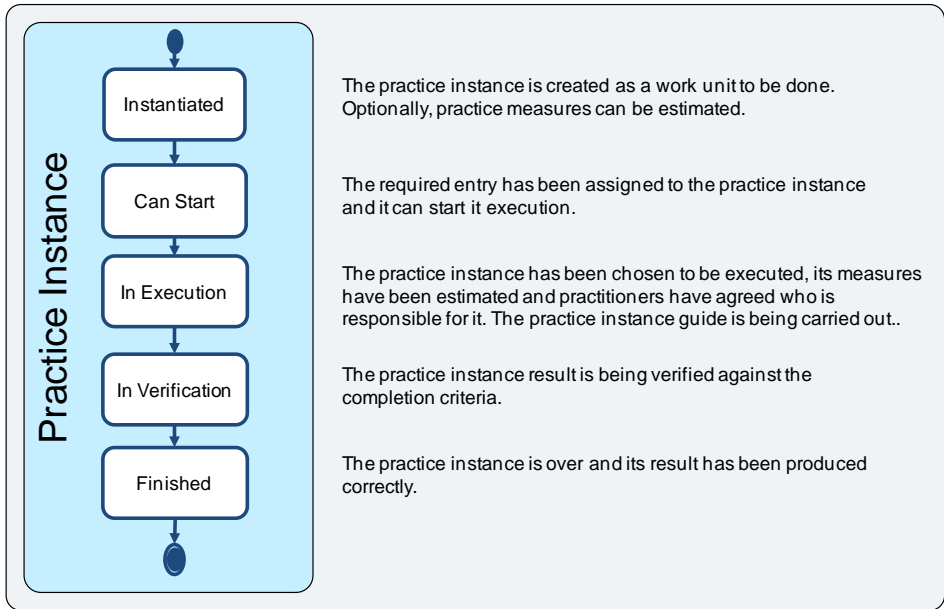 Practice Instance
Instantiated
The practice instance is created as a work unit to be done.
Optionally, practice measures can be estimated.
Can Start
The required entry has been assigned to the practice instance
and it can start it execution.
In Execution
The practice instance has been chosen to be executed, its measures
have been estimated and practitioners have agreed who is
responsible for it. The practice instance guide is being carried out..
In Verification
The practice instance result is being verified against the
completion criteria.
Finished
The practice instance is over and its result has been produced
correctly.